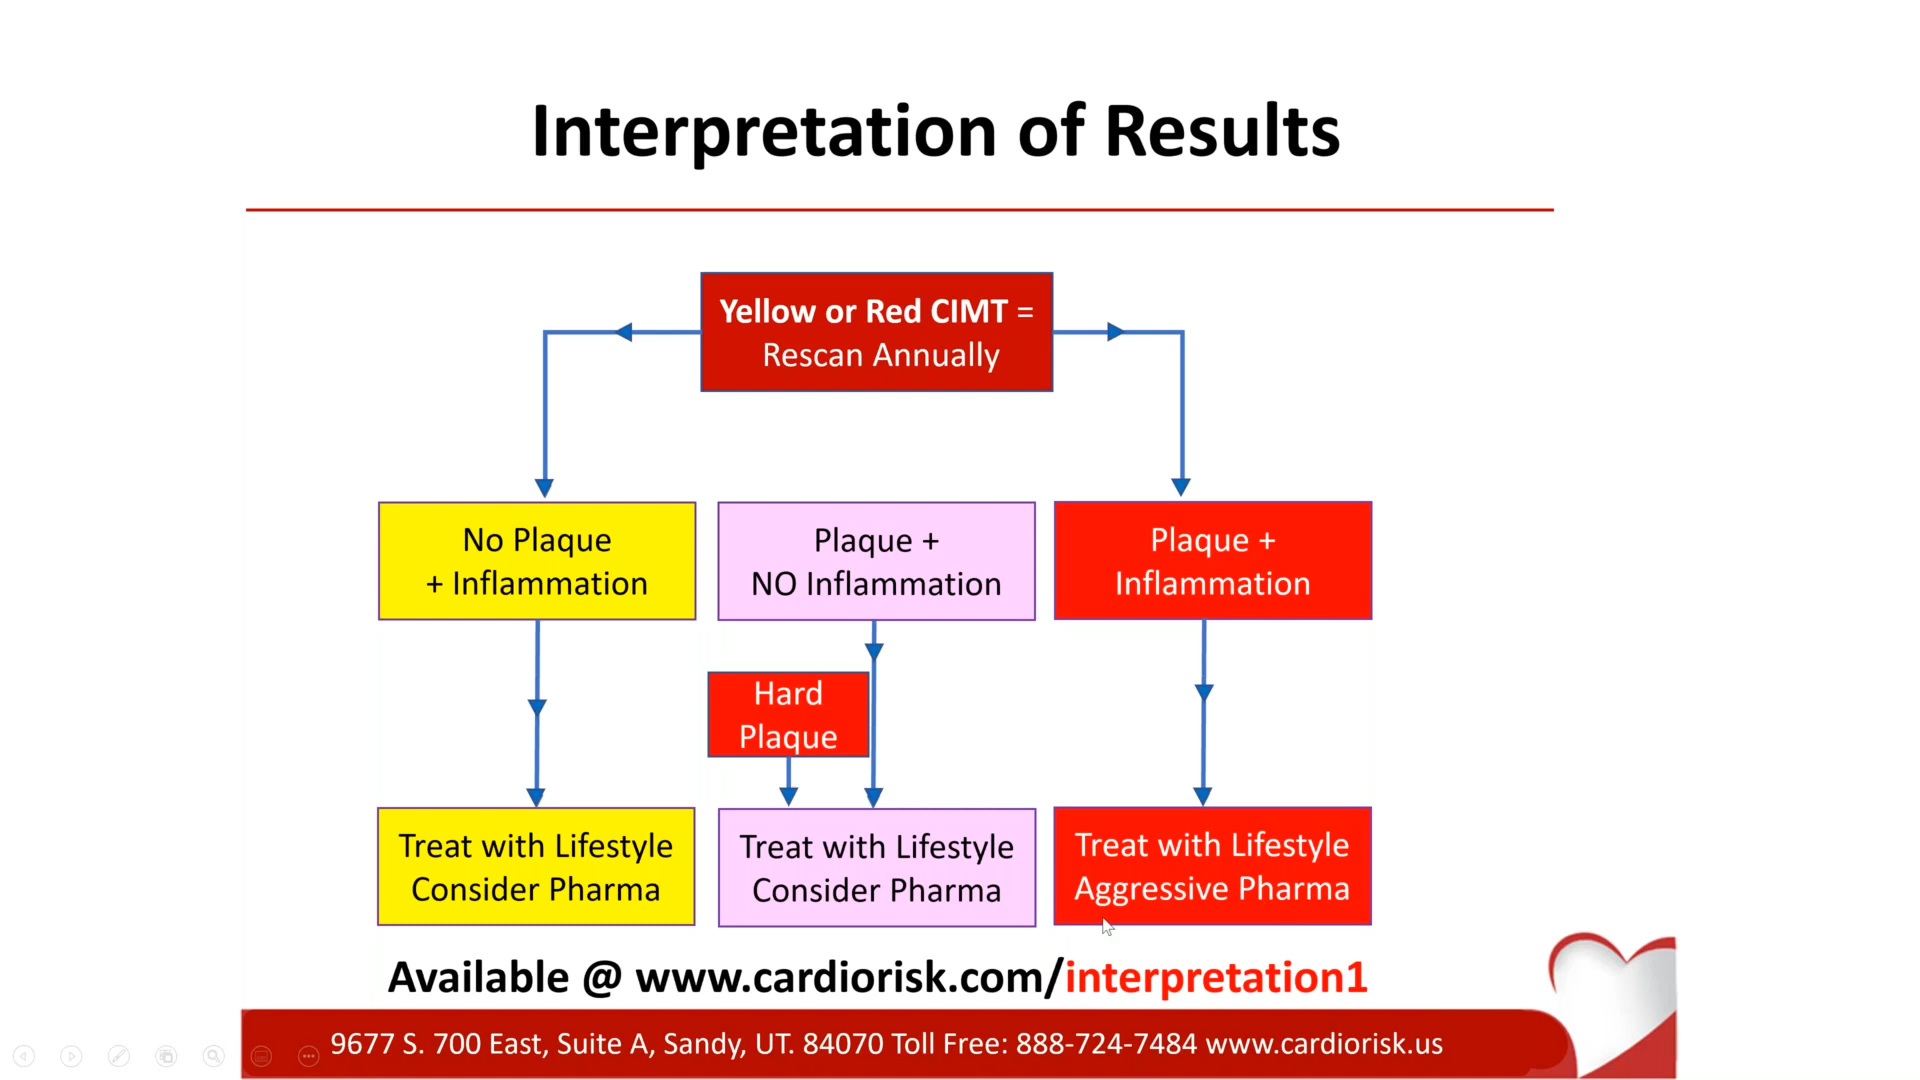 Interpretation of Results
Yellow or Red CIMT =
Rescan Annually
No Plaque
+ Inflammation
Plaque +
NO Inflammation
Plaque +
Inflammation
Hard
Plaque
Treat with Lifestyle
Consider Pharma
Treat with Lifestyle
Consider Pharma
Treat with Lifestyle
Aggressive Pharma
Available @ www.cardiorisk.com/interpretation1
9677 S. 700 East, Suite A, Sandy, UT. 84070 Toll Free: 888-724-7484 www.cardiorisk.us